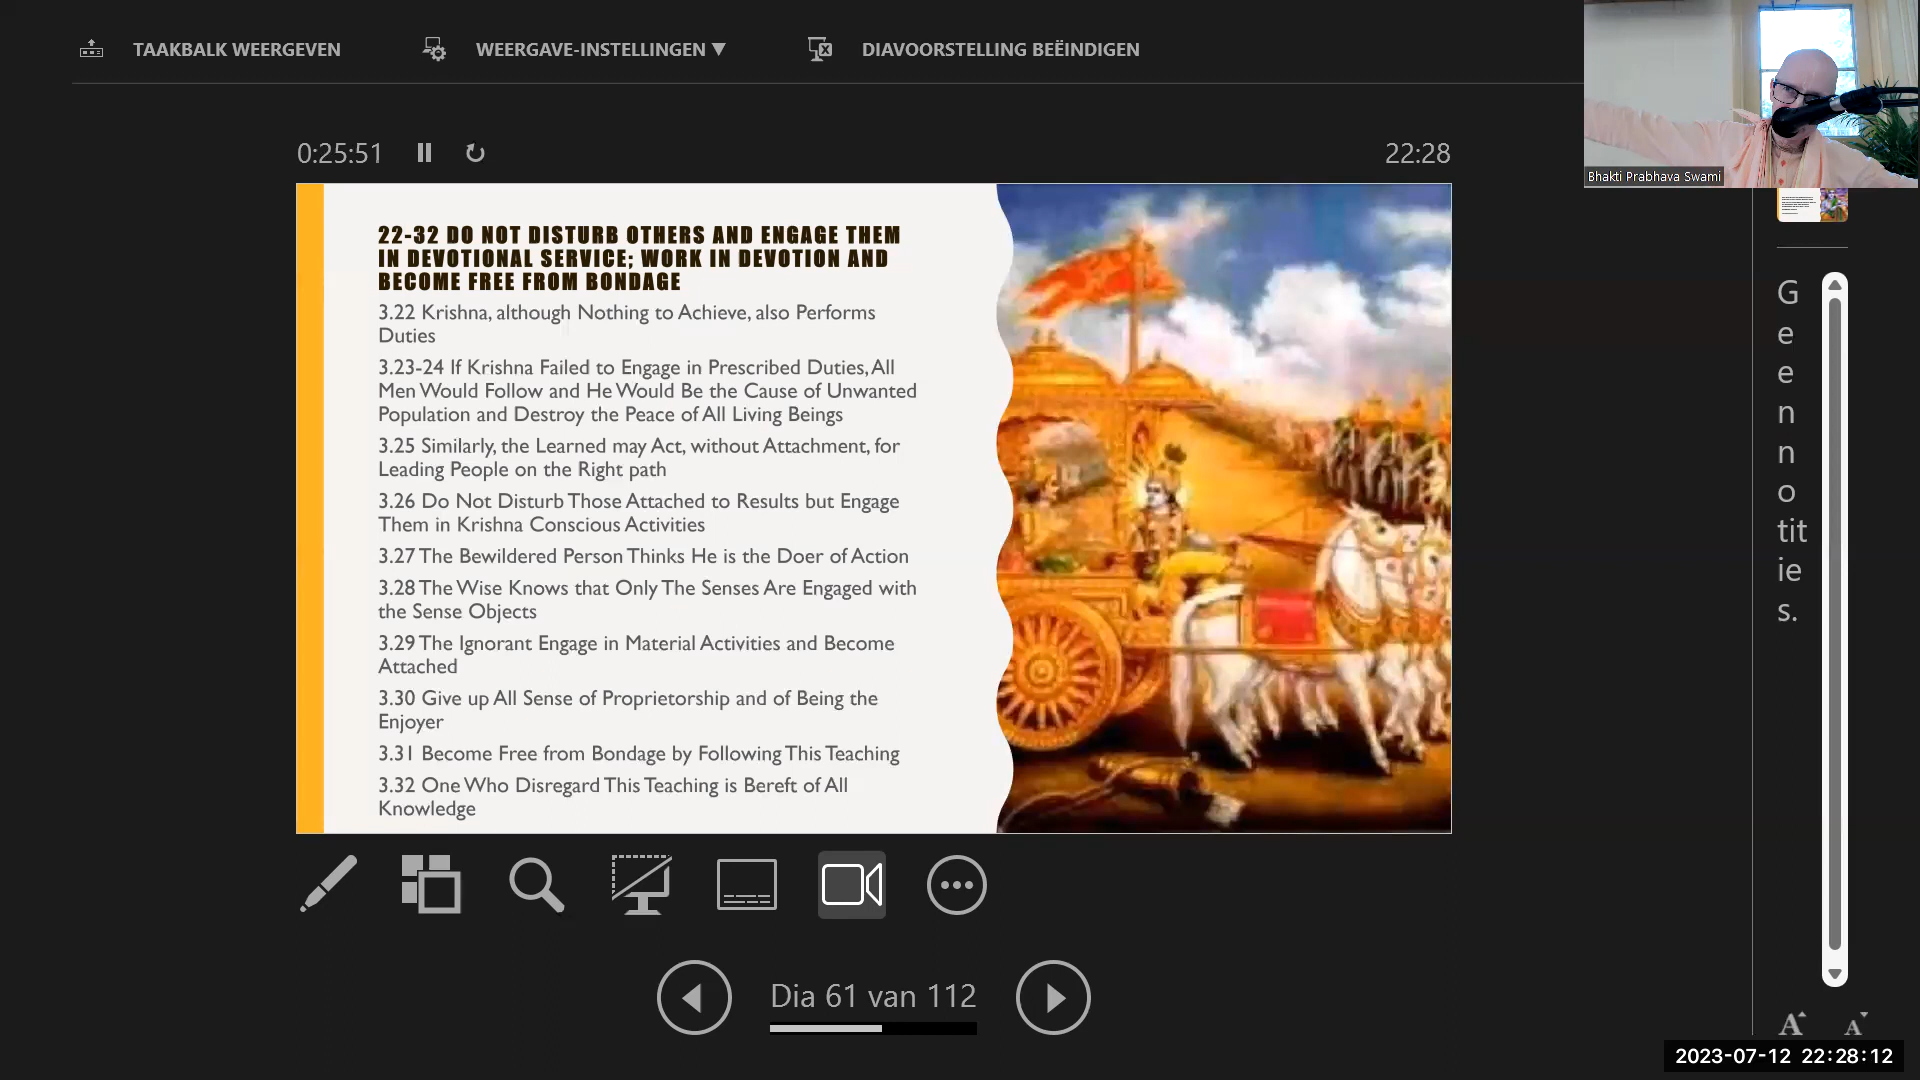 TAAKBALK WEERGEVEN
WEERGAVE-INSTELLINGEN ▼
DIAVOORSTELLING BEËINDIGEN
Bhakti Prabhava Swami
0:25:51
22:28
22-32 DO NOT DISTURB OTHERS AND ENGAGE THEM
IN DEVOTIONAL SERVICE; WORK IN DEVOTION AND
BECOME FREE FROM BONDAGE
3.22 Krishna, although Nothing to Achieve, also Performs
Duties
3.23-24 If Krishna Failed to Engage in Prescribed Duties, All
Men Would Follow and He Would Be the Cause of Unwanted
Population and Destroy the Peace of All Living Beings
3.25 Similarly, the Learned may Act, without Attachment, for
Leading People on the Right path
3.26 Do Not Disturb Those Attached to Results but Engage
Them in Krishna Conscious Activities
3.27 The Bewildered Person Thinks He is the Doer of Action
3.28 The Wise Knows that Only The Senses Are Engaged with
the Sense Objects
3.29 The Ignorant Engage in Material Activities and Become
Attached
3.30 Give up All Sense of Proprietorship and of Being the
Enjoyer
3.31 Become Free from Bondage by Following This Teaching
3.32 One Who Disregard This Teaching is Bereft of All
Knowledge
G
e
e
n
n
o
tit
ie
s.
Dia 61 van 112
A A
2023-07-12 22:28:12